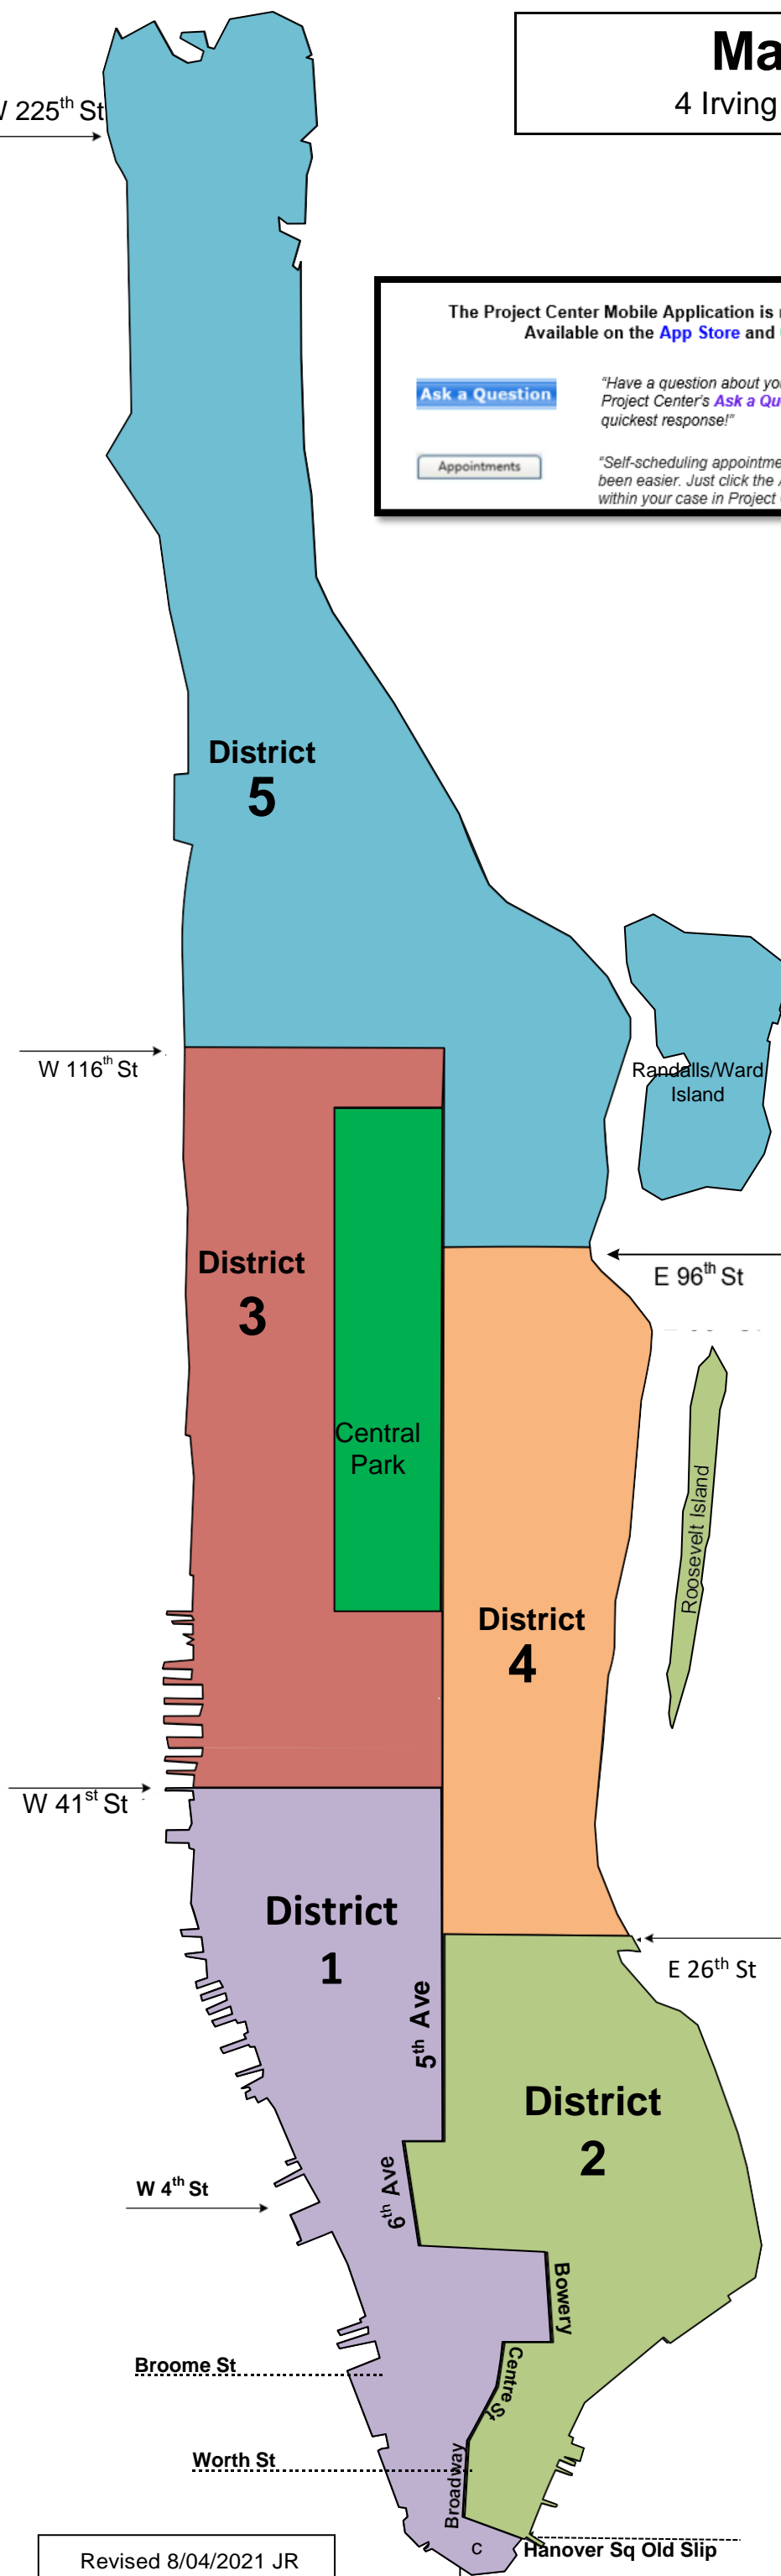 Ma
4 Irving
W 225th St
The Project Center Mobile Application is
Available on the App Store and
Ask a Question
"Have a question about
Project Center's Ask a
quickest response!"
Appointments
"Self-scheduling
been easier. Just click the
within your case in Project
District
5
Randalls/Ward
Island
W 116th St
District
3
E 96th St
Central
Park
Roosevelt Island
District
4
W 41st St
District
1
E 26th St
5th Ave
District
2
6th Ave
W 4th St
Bowery
Broome St
Centre St
Worth St
Broadway
C
Hanover Sq Old Slip
Revised 8/04/2021 JR